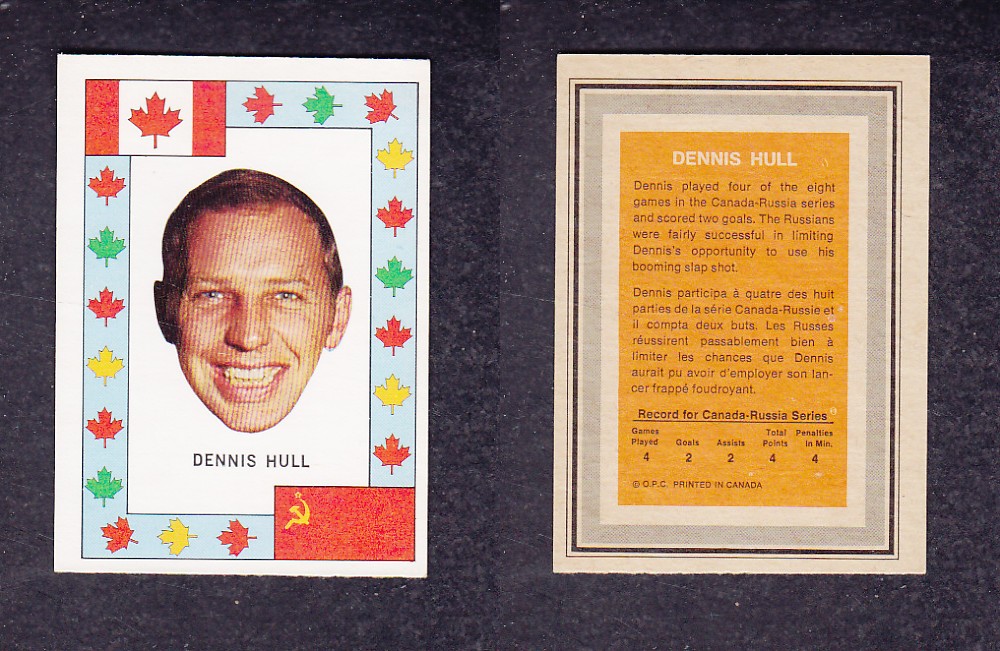 DENNIS HULL
DENNIS HULL
Dennis played four of the eight
games in the Canada-Russia series
and scored two goals. The Russians
were fairly successful in limiting
Dennis's opportunity to use his
booming slap shot.
Dennis participa à quatre des huit
parties de la série Canada-Russie et
il compta deux buts. Les Russes
réussirent passablement bien à
limiter les chances que Dennis
aurait pu avoir d'employer son lan-
cer frappé foudroyant.
Record for Canada-Russia Series
Games Played Goals Assists Total Points Penalties in Min.
4 2 2 4 4
© O.P.C. PRINTED IN CANADA